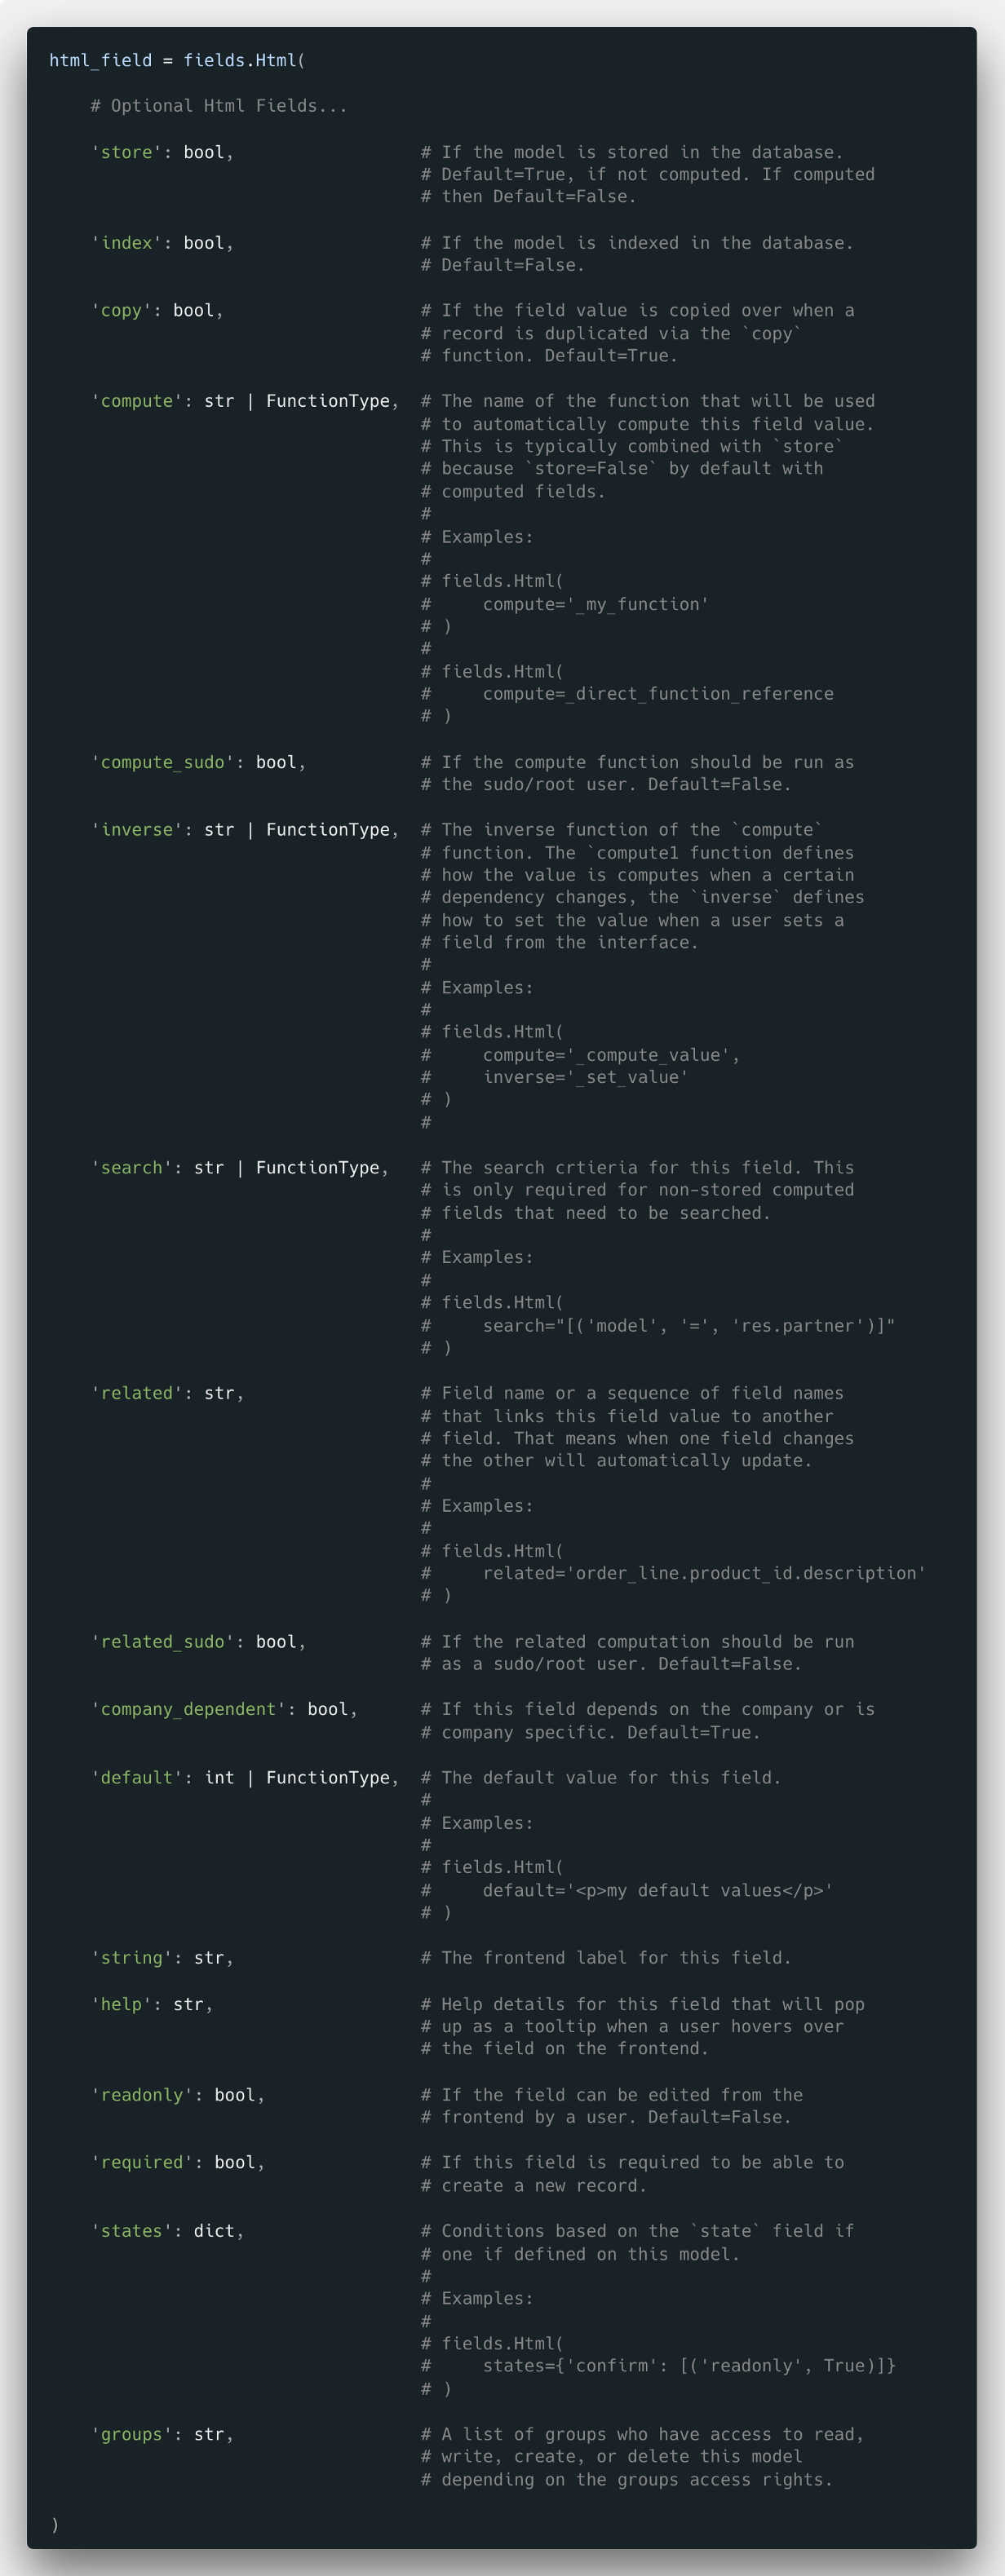 html_field = fields.Html(
# Optional Html Fields...
'store': bool, # If the model is stored in the database.
# Default=True, if not computed. If computed
# then Default=False.
'index': bool, # If the model is indexed in the database.
# Default=False.
'copy': bool, # If the field value is copied over when a
# record is duplicated via the `copy`
# function. Default=True.
'compute': str | FunctionType, # The name of the function that will be used
# to automatically compute this field value.
# This is typically combined with `store`
# because `store=False` by default with
# computed fields.
#
# Examples:
#
# fields.Html(
#     compute='_my_function'
# )
#
# fields.Html(
#     compute=_direct_function_reference
# )
'compute_sudo': bool, # If the compute function should be run as
# the sudo/root user. Default=False.
'inverse': str | FunctionType, # The inverse function of the `compute`
# function. The `compute1 function defines
# how the value is computes when a certain
# dependency changes, the `inverse` defines
# how to set the value when a user sets a
# field from the interface.
#
# Examples:
#
# fields.Html(
#     compute='_compute_value',
#     inverse='_set_value'
# )
#
'search': str | FunctionType, # The search crtieria for this field. This
# is only required for non-stored computed
# fields that need to be searched.
#
# Examples:
#
# fields.Html(
#     search="[('model', '=', 'res.partner')]"
# )
'related': str, # Field name or a sequence of field names
# that links this field value to another
# field. That means when one field changes
# the other will automatically update.
#
# Examples:
#
# fields.Html(
#     related='order_line.product_id.description'
# )
'related_sudo': bool, # If the related computation should be run
# as a sudo/root user. Default=False.
'company_dependent': bool, # If this field depends on the company or is
# company specific. Default=True.
'default': int | FunctionType, # The default value for this field.
#
# Examples:
#
# fields.Html(
#     default='<p>my default values</p>'
# )
'string': str, # The frontend label for this field.
'help': str, # Help details for this field that will pop
# up as a tooltip when a user hovers over
# the field on the frontend.
'readonly': bool, # If the field can be edited from the
# frontend by a user. Default=False.
'required': bool, # If this field is required to be able to
# create a new record.
'states': dict, # Conditions based on the `state` field if
# one if defined on this model.
#
# Examples:
#
# fields.Html(
#     states={'confirm': [('readonly', True)]}
# )
'groups': str, # A list of groups who have access to read,
# write, create, or delete this model
# depending on the groups access rights.
)